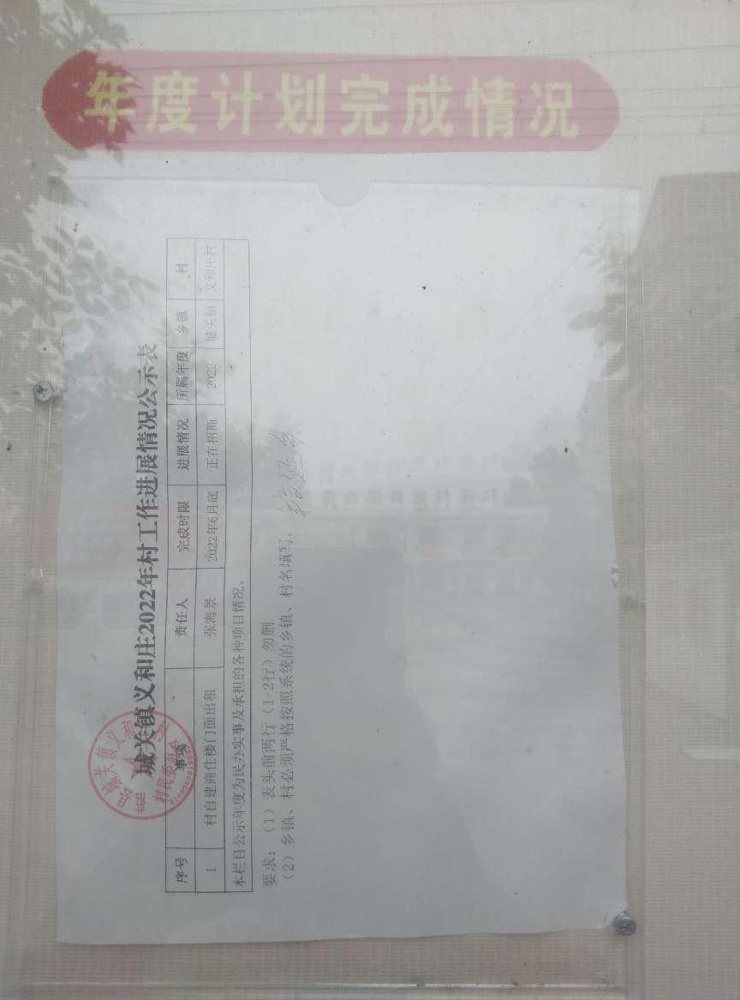 年度计划完成情况
城关镇义和庄2022年村工作进展情况公示表
序号 事项 责任人 完成时限 进展情况 所属年度 乡镇 村
1 村自建商住楼门面出租 张海景 2022年6月底 正在招商 2022 城关镇 义和庄村
本栏目公示年度为民办实事及承担的各种项目情况。
要求：（1）表头前两行（1-2行）勿删
（2）乡镇、村必须严格按照系统的乡镇、村名填写。